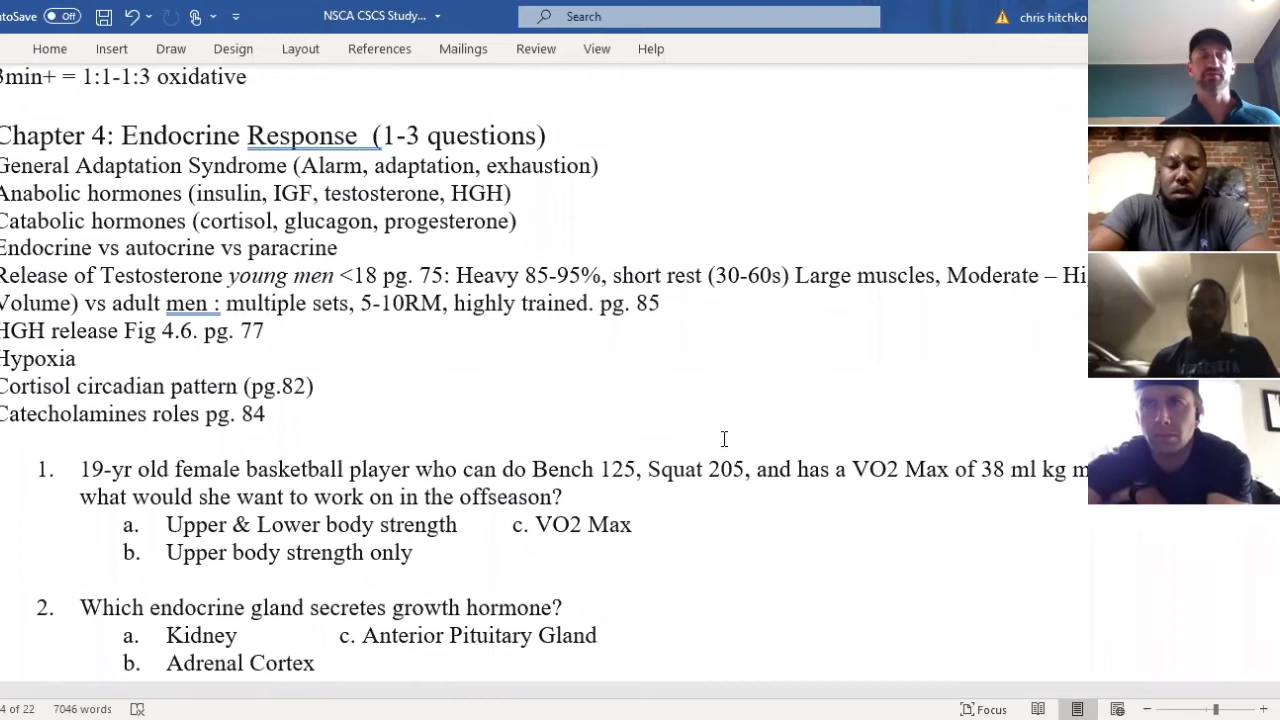 utoSave Off NSCA CSCS Study... Search chris hitchko
Home Insert Draw Design Layout References Mailings Review View Help
3min+ = 1:1-1:3 oxidative
Chapter 4: Endocrine Response (1-3 questions)
General Adaptation Syndrome (Alarm, adaptation, exhaustion)
Anabolic hormones (insulin, IGF, testosterone, HGH)
Catabolic hormones (cortisol, glucagon, progesterone)
Endocrine vs autocrine vs paracrine
Release of Testosterone young men <18 pg. 75: Heavy 85-95%, short rest (30-60s) Large muscles, Moderate – Hi
Volume) vs adult men : multiple sets, 5-10RM, highly trained. pg. 85
HGH release Fig 4.6. pg. 77
Hypoxia
Cortisol circadian pattern (pg.82)
Catecholamines roles pg. 84
1. 19-yr old female basketball player who can do Bench 125, Squat 205, and has a VO2 Max of 38 ml kg m
what would she want to work on in the offseason?
a. Upper & Lower body strength c. VO2 Max
b. Upper body strength only
2. Which endocrine gland secretes growth hormone?
a. Kidney c. Anterior Pituitary Gland
b. Adrenal Cortex
4 of 22 7046 words Focus